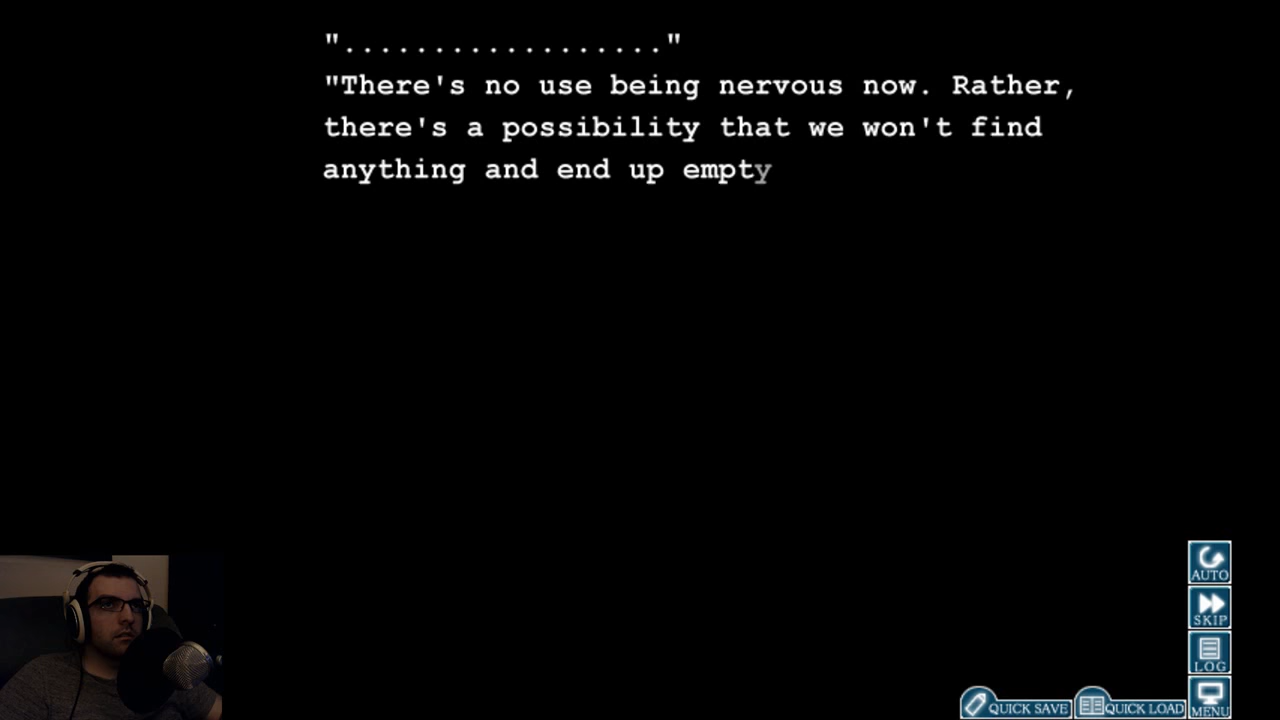 ".................."
"There's no use being nervous now. Rather,
there's a possibility that we won't find
anything and end up empty
AUTO
SKIP
LOG
QUICK SAVE
QUICK LOAD
MENU